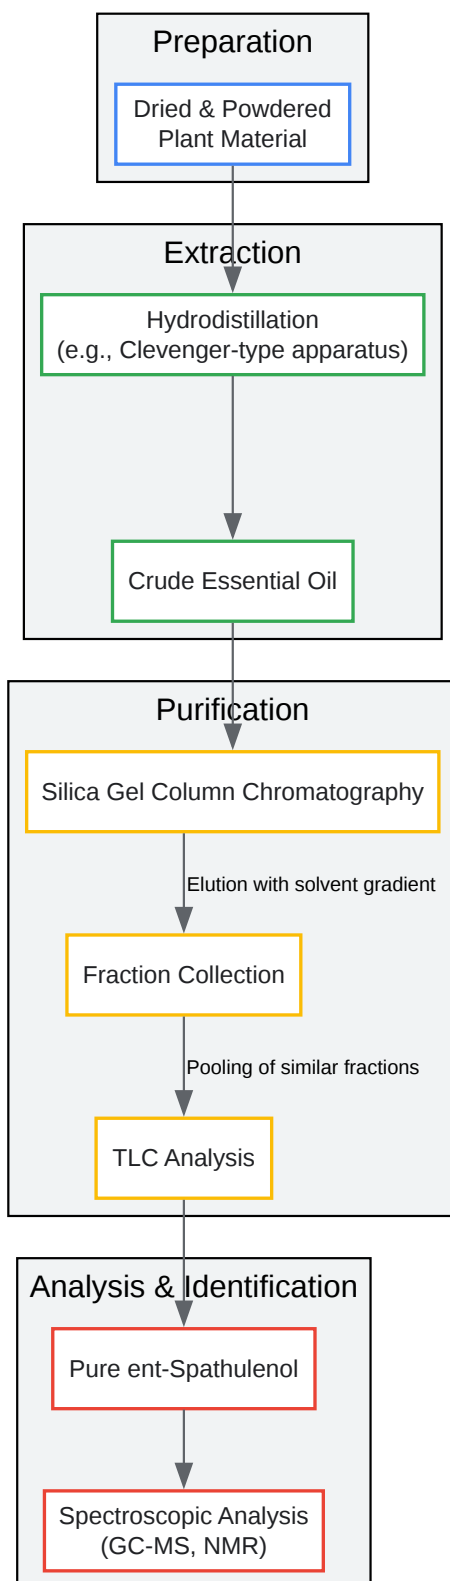 Preparation
Dried & Powdered
Plant Material
Extraction
Hydrodistillation
(e.g., Clevenger-type apparatus)
Crude Essential Oil
Purification
Silica Gel Column Chromatography
Elution with solvent gradient
Fraction Collection
Pooling of similar fractions
TLC Analysis
Analysis & Identification
Pure ent-Spathulenol
Spectroscopic Analysis
(GC-MS, NMR)